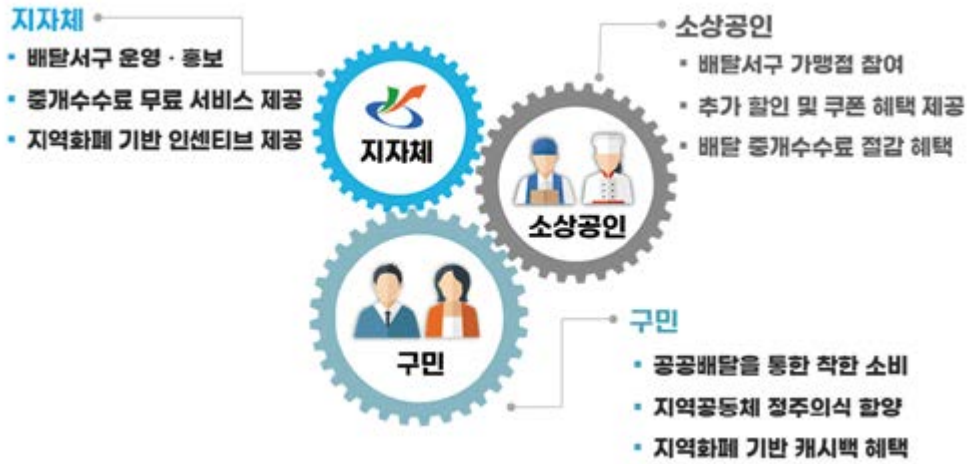 지자체
▪ 배달서구 운영 · 홍보
▪ 중개수수료 무료 서비스 제공
▪ 지역화폐 기반 인센티브 제공
지자체
소상공인
▪ 배달서구 가맹점 참여
▪ 추가 할인 및 쿠폰 혜택 제공
▪ 배달 중개수수료 절감 혜택
소상공인
구민
구민
▪ 공공배달을 통한 착한 소비
▪ 지역공동체 정주의식 함양
▪ 지역화폐 기반 캐시백 혜택